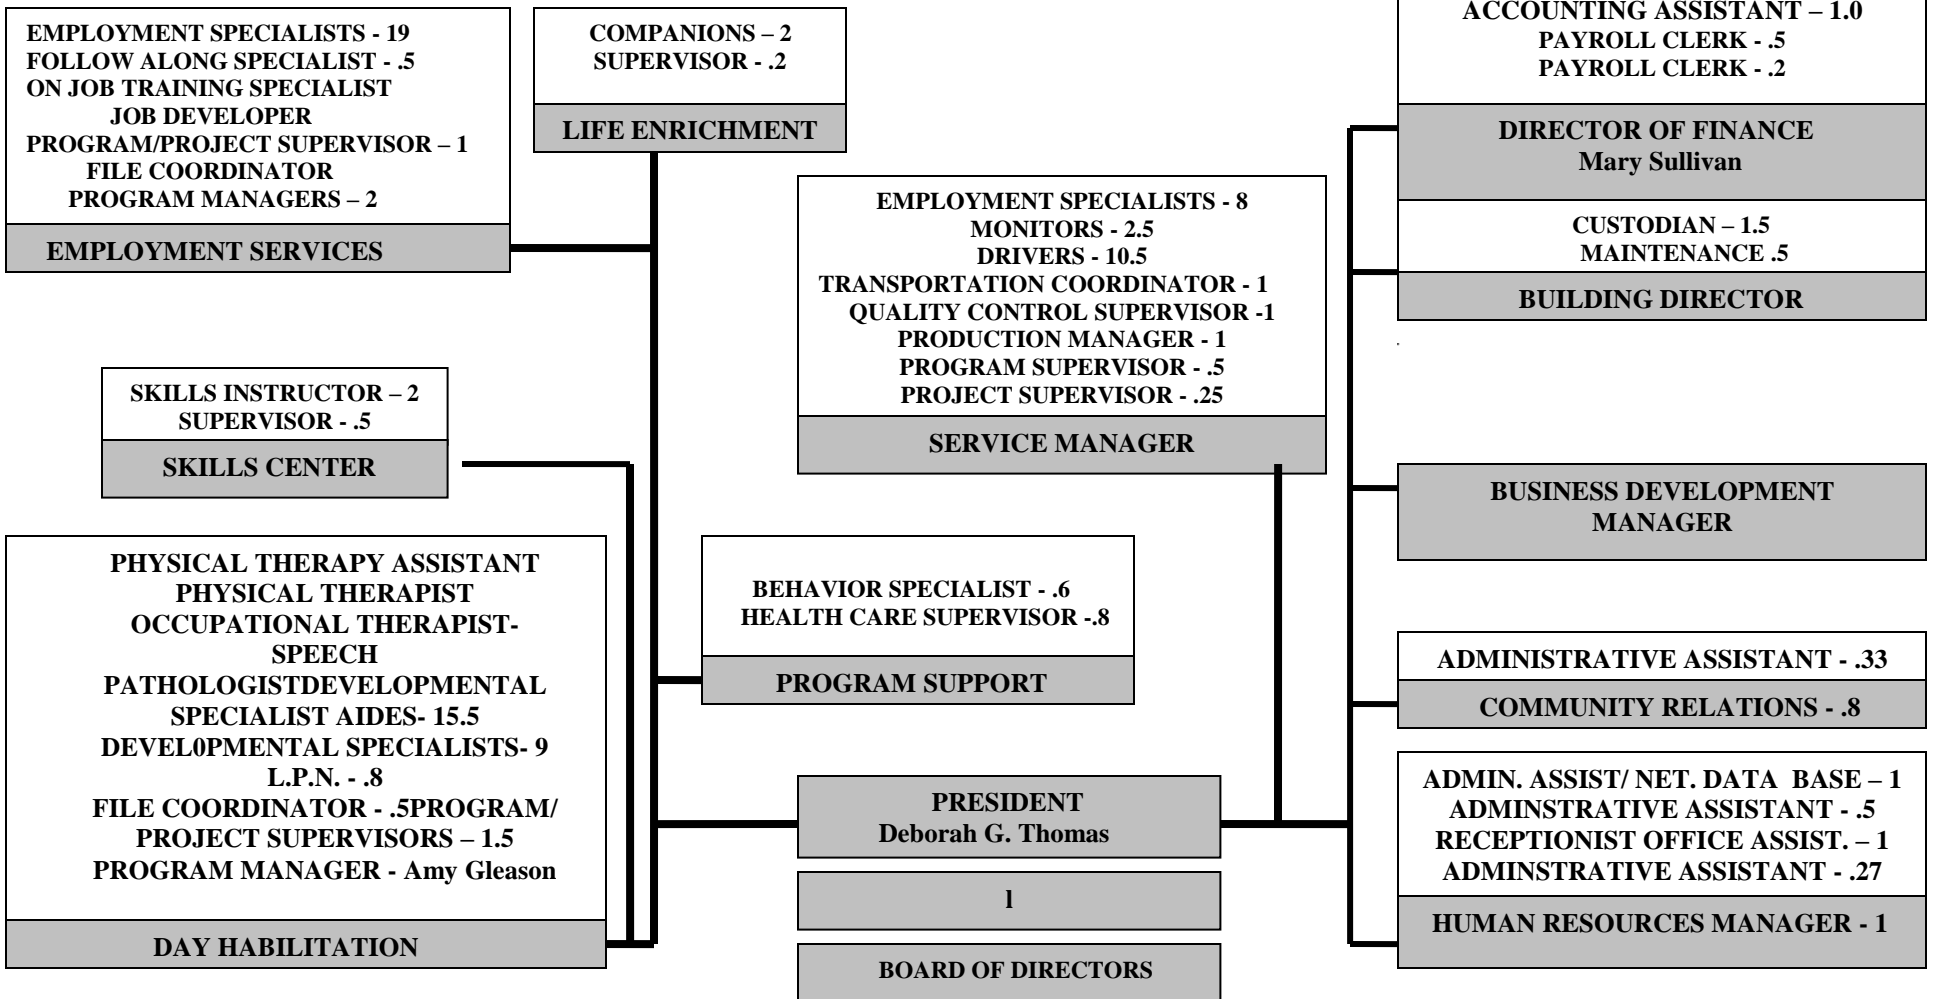 EMPLOYMENT SPECIALISTS - 19
FOLLOW ALONG SPECIALIST - .5
ON JOB TRAINING SPECIALIST
JOB DEVELOPER
PROGRAM/PROJECT SUPERVISOR – 1
FILE COORDINATOR
PROGRAM MANAGERS – 2
EMPLOYMENT SERVICES
COMPANIONS – 2
SUPERVISOR - .2
LIFE ENRICHMENT
ACCOUNTING ASSISTANT – 1.0
PAYROLL CLERK - .5
PAYROLL CLERK - .2
DIRECTOR OF FINANCE
Mary Sullivan
CUSTODIAN – 1.5
MAINTENANCE .5
BUILDING DIRECTOR
EMPLOYMENT SPECIALISTS - 8
MONITORS - 2.5
DRIVERS - 10.5
TRANSPORTATION COORDINATOR - 1
QUALITY CONTROL SUPERVISOR -1
PRODUCTION MANAGER - 1
PROGRAM SUPERVISOR - .5
PROJECT SUPERVISOR - .25
SERVICE MANAGER
SKILLS INSTRUCTOR – 2
SUPERVISOR - .5
SKILLS CENTER
BUSINESS DEVELOPMENT
MANAGER
PHYSICAL THERAPY ASSISTANT
PHYSICAL THERAPIST
OCCUPATIONAL THERAPIST-
SPEECH
PATHOLOGISTDEVELOPMENTAL
SPECIALIST AIDES- 15.5
DEVEL0PMENTAL SPECIALISTS- 9
L.P.N. - .8
FILE COORDINATOR - .5PROGRAM/
PROJECT SUPERVISORS – 1.5
PROGRAM MANAGER - Amy Gleason
DAY HABILITATION
BEHAVIOR SPECIALIST - .6
HEALTH CARE SUPERVISOR -.8
PROGRAM SUPPORT
ADMINISTRATIVE ASSISTANT - .33
COMMUNITY RELATIONS - .8
ADMIN. ASSIST/ NET. DATA BASE – 1
ADMINSTRATIVE ASSISTANT - .5
RECEPTIONIST OFFICE ASSIST. – 1
ADMINSTRATIVE ASSISTANT - .27
HUMAN RESOURCES MANAGER - 1
PRESIDENT
Deborah G. Thomas
l
BOARD OF DIRECTORS